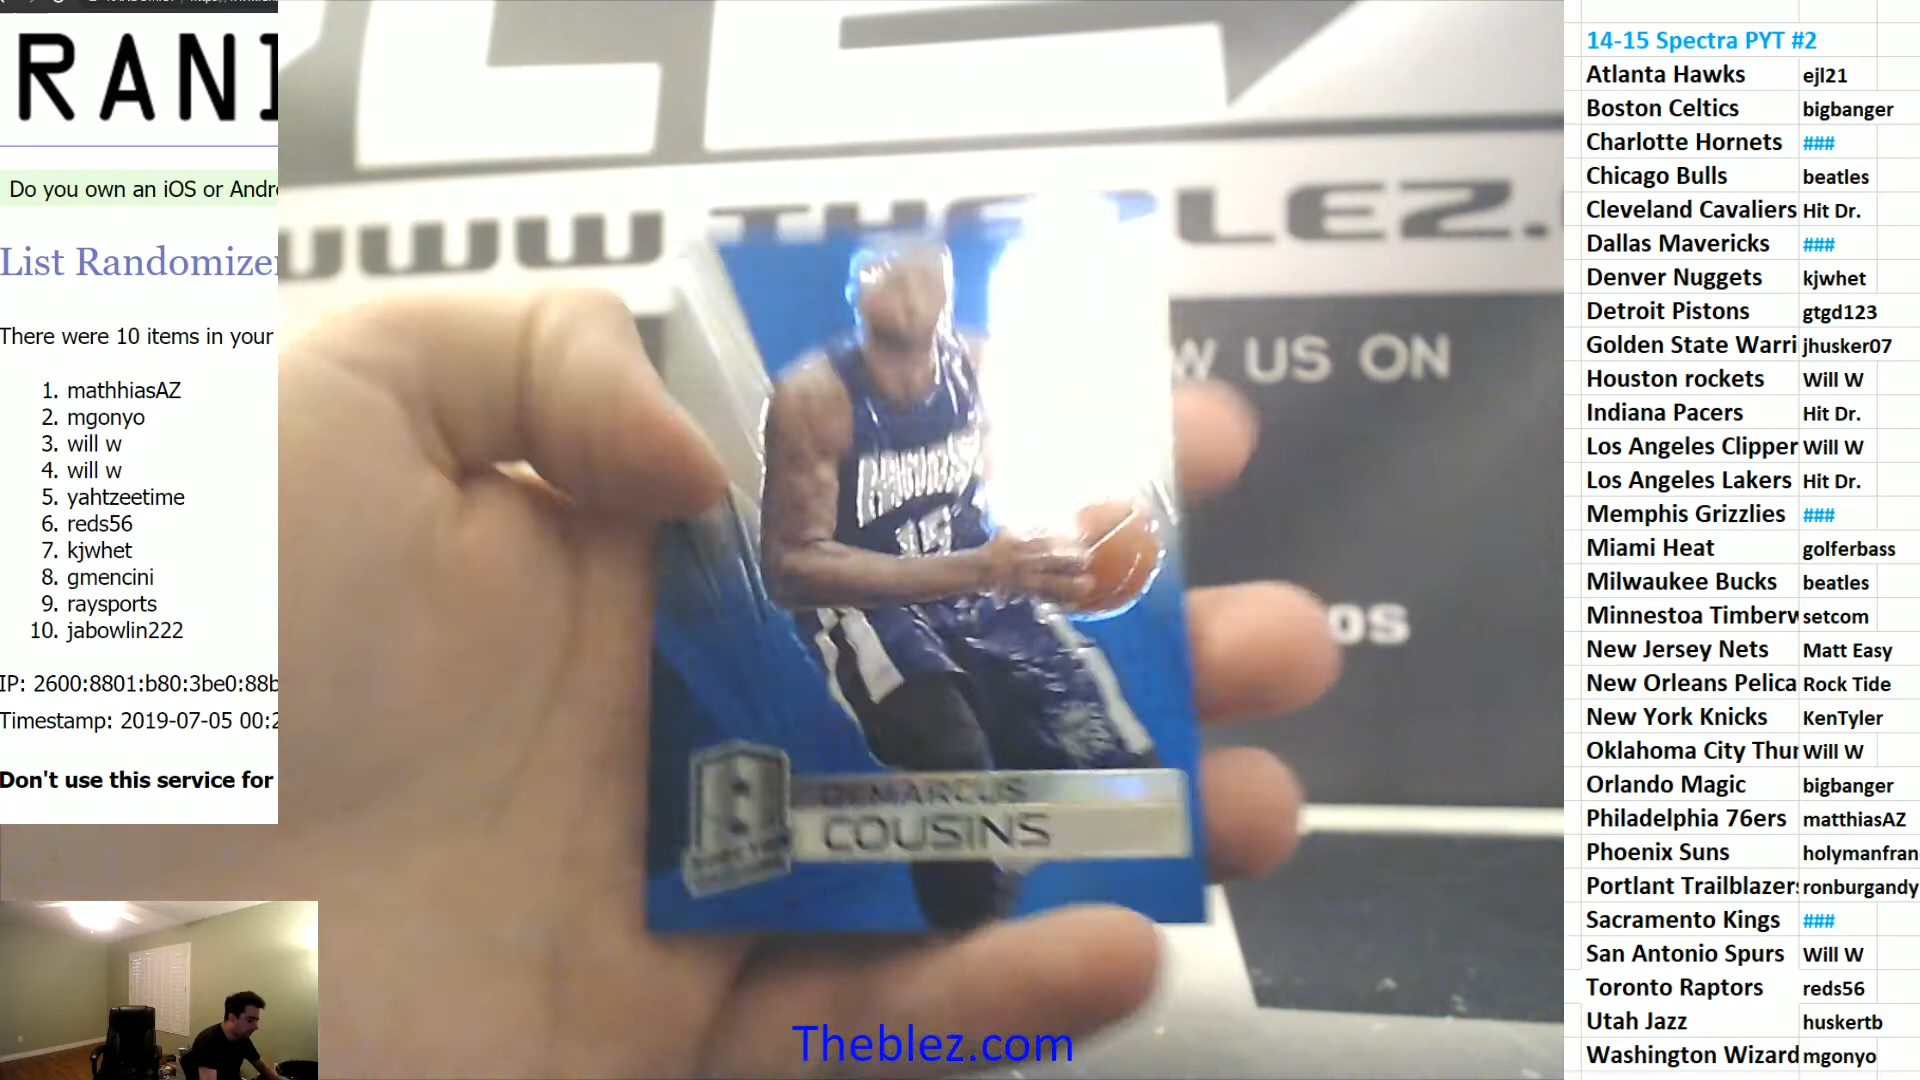 RAN
Do you own an iOS or Andr
List Randomize
There were 10 items in your
1. mathhiasAZ
2. mgonyo
3. will w
4. will w
5. yahtzeetime
6. reds56
7. kjwhet
8. gmencini
9. raysports
10. jabowlin222
IP: 2600:8801:b80:3be0:88b
Timestamp: 2019-07-05 00:2
Don't use this service for
WWW.THEBLEZ.
W US ON
os
15
DEMARCUS
COUSINS
Theblez.com
14-15 Spectra PYT #2
Atlanta Hawks ejl21
Boston Celtics bigbanger
Charlotte Hornets ###
Chicago Bulls beatles
Cleveland Cavaliers Hit Dr.
Dallas Mavericks ###
Denver Nuggets kjwhet
Detroit Pistons gtgd123
Golden State Warri jhusker07
Houston rockets Will W
Indiana Pacers Hit Dr.
Los Angeles Clipper Will W
Los Angeles Lakers Hit Dr.
Memphis Grizzlies ###
Miami Heat golferbass
Milwaukee Bucks beatles
Minnestoa Timberw setcom
New Jersey Nets Matt Easy
New Orleans Pelica Rock Tide
New York Knicks KenTyler
Oklahoma City Thur Will W
Orlando Magic bigbanger
Philadelphia 76ers matthiasAZ
Phoenix Suns holymanfran
Portlant Trailblazers ronburgandy
Sacramento Kings ###
San Antonio Spurs Will W
Toronto Raptors reds56
Utah Jazz huskertb
Washington Wizard mgonyo